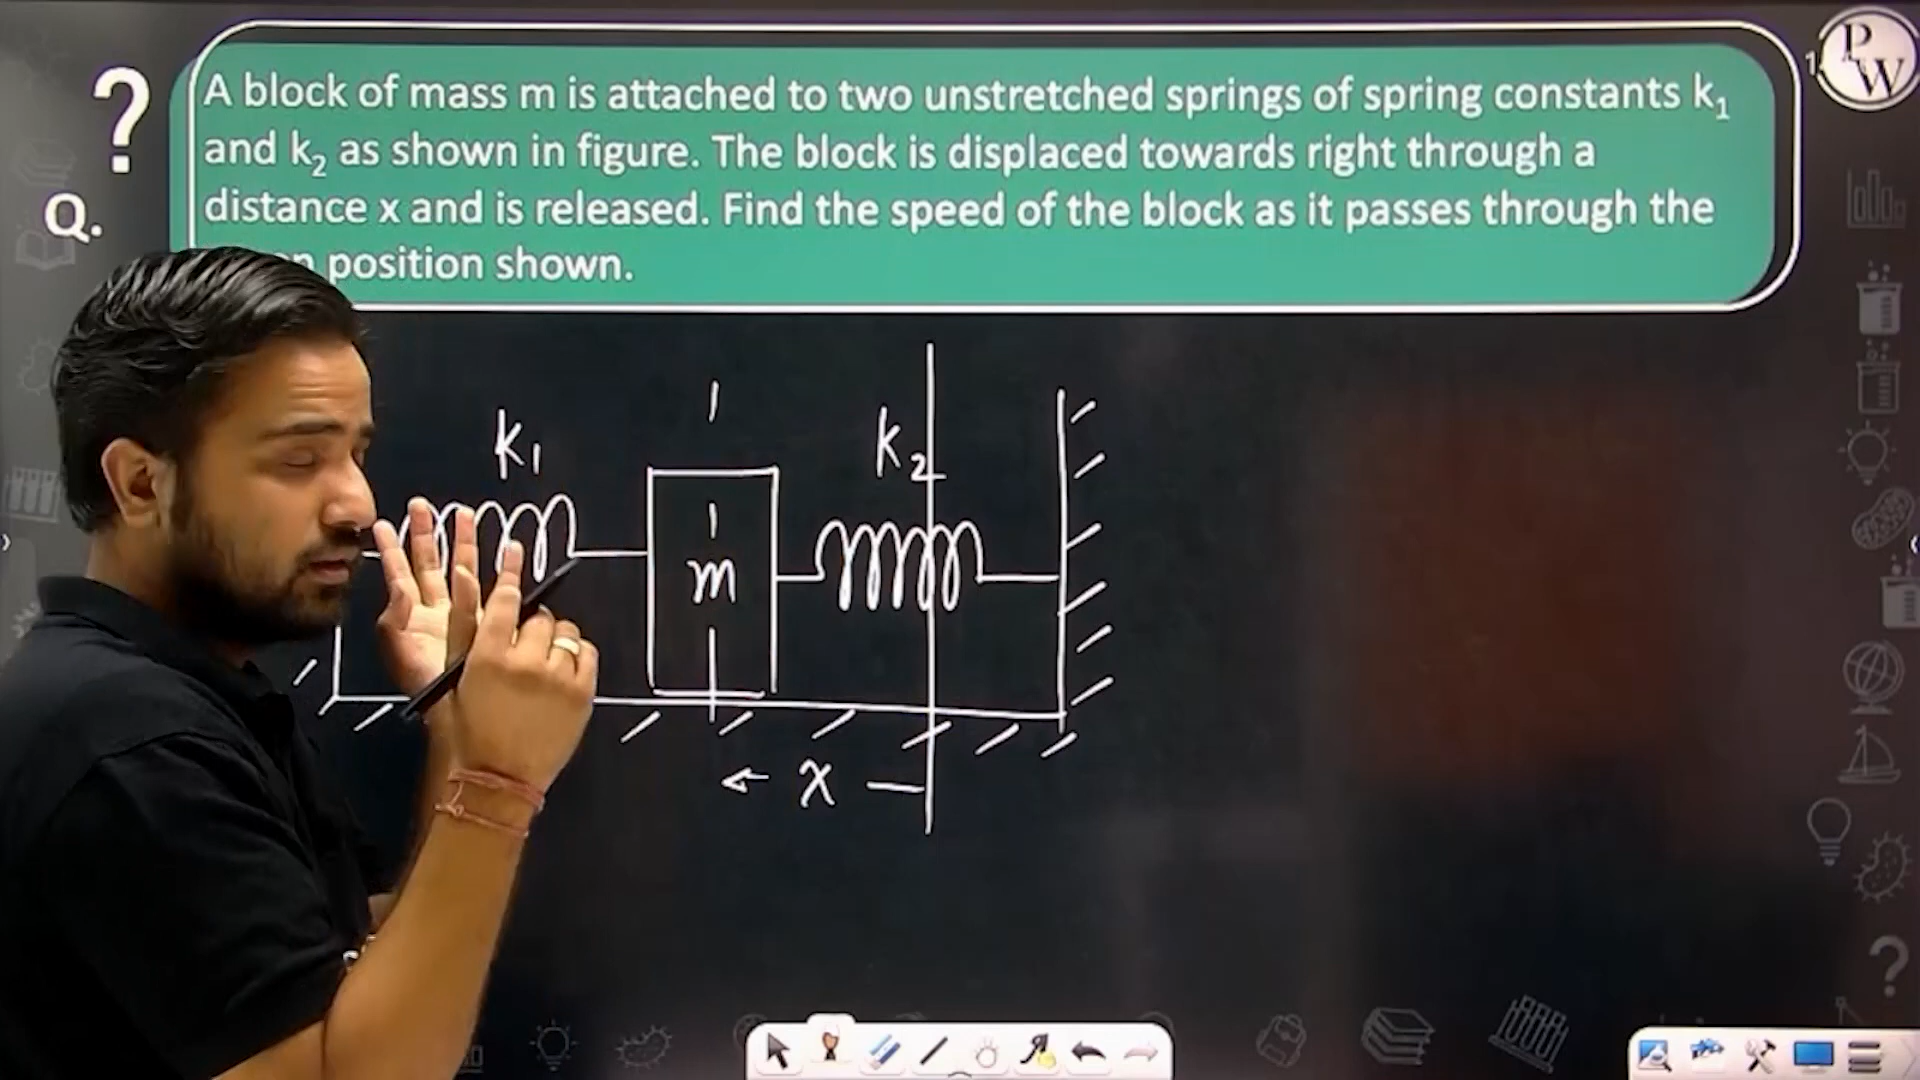 A block of mass m is attached to two unstretched springs of spring constants k₁
and k₂ as shown in figure. The block is displaced towards right through a
distance x and is released. Find the speed of the block as it passes through the
position shown.
?
Q.
P
W
k₁
k₂
m
x
?